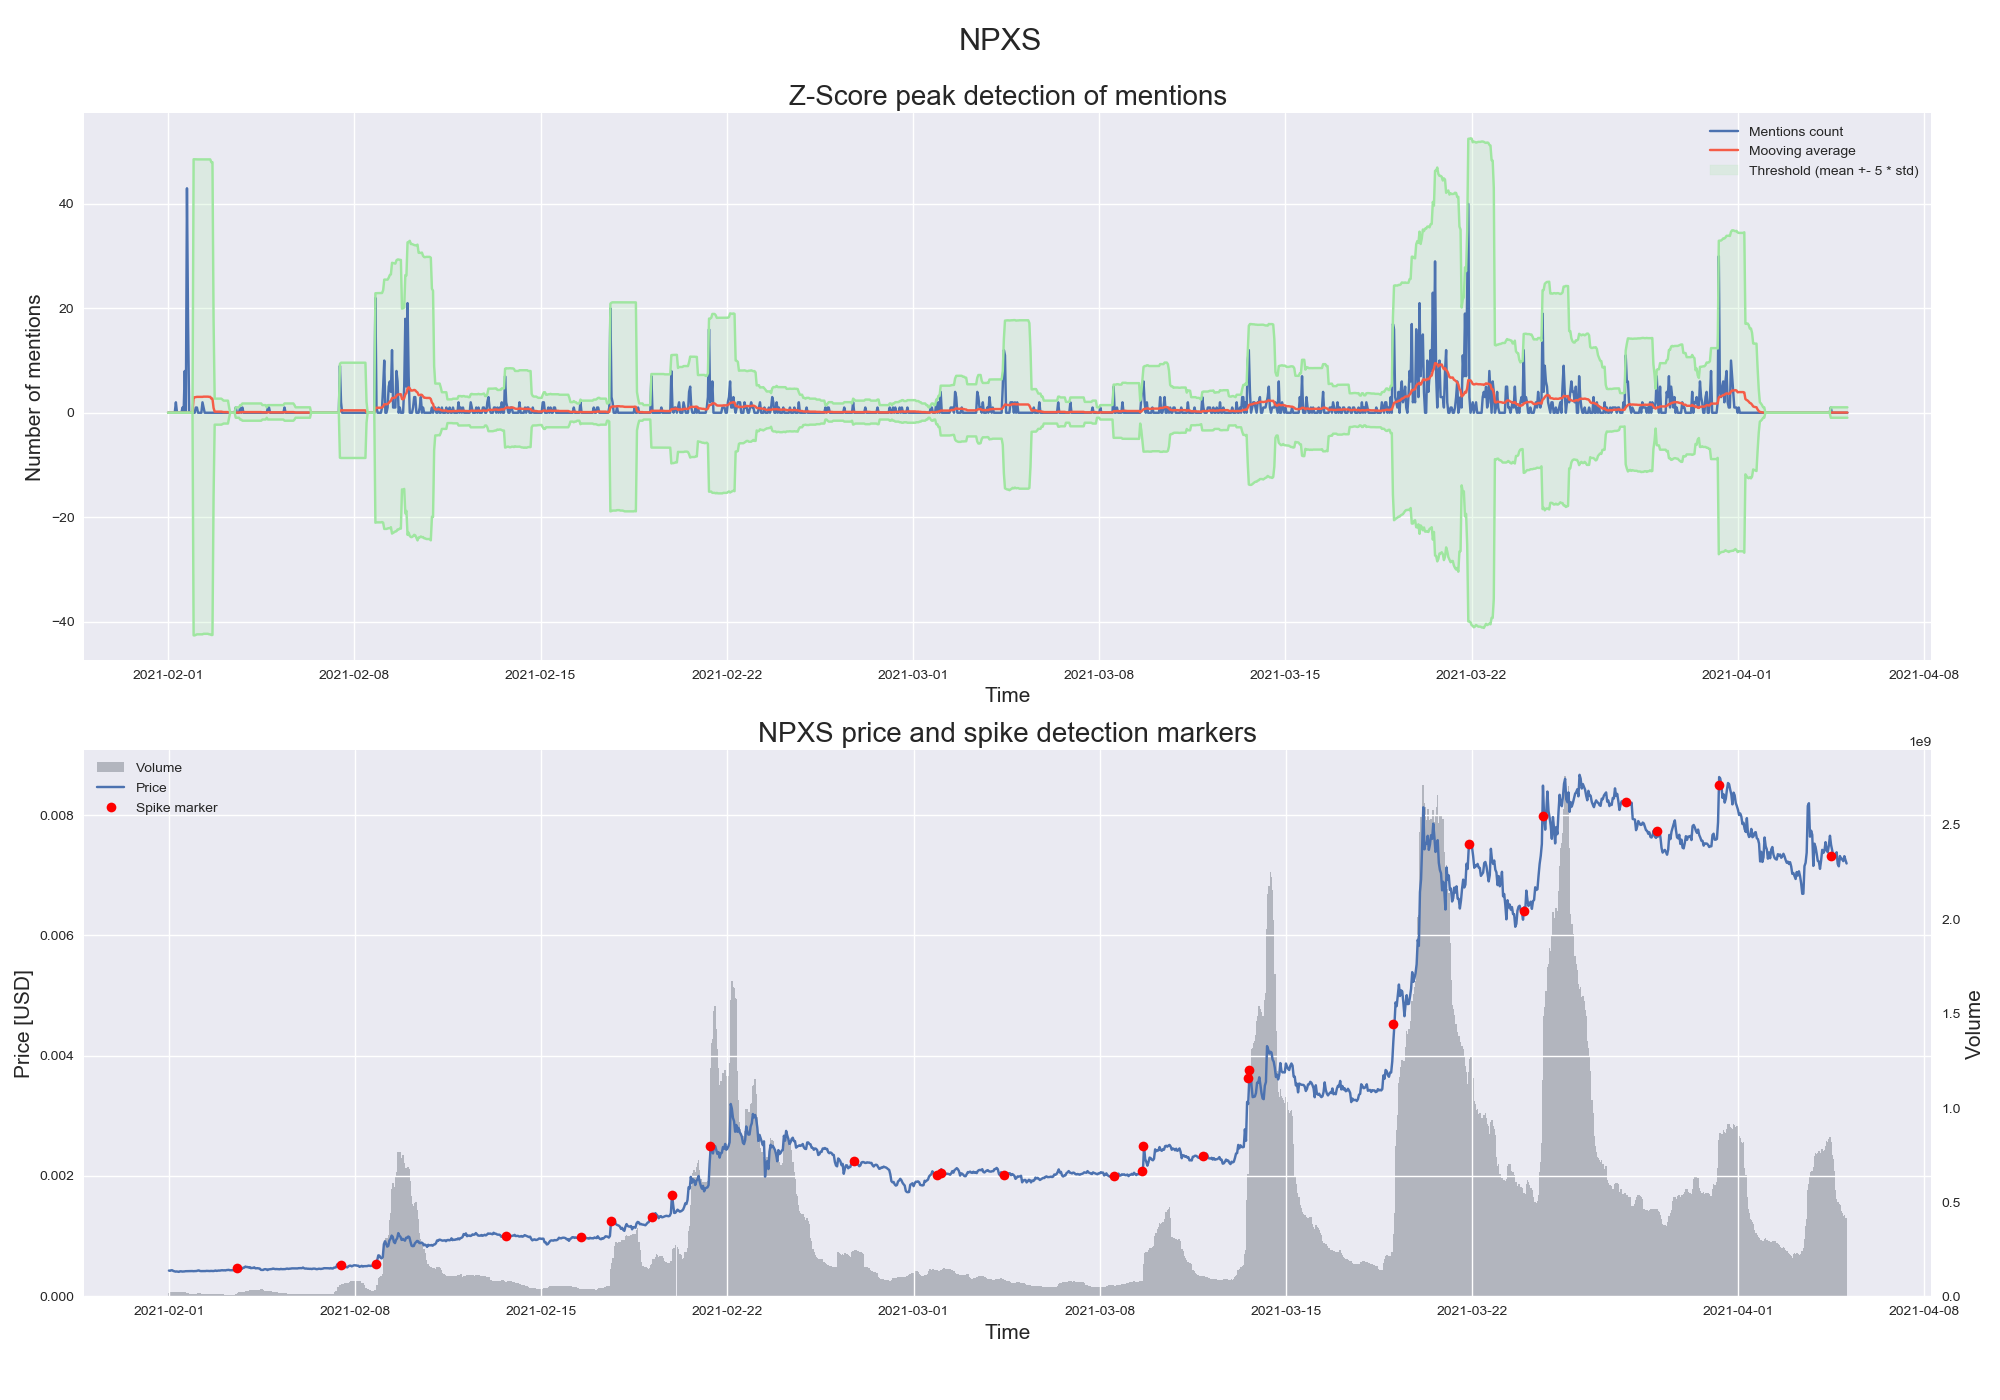 NPXS
Z-Score peak detection of mentions
Mentions count
Mooving average
Threshold (mean +- 5 * std)
Number of mentions
40
20
0
−20
−40
2021-02-01 2021-02-08 2021-02-15 2021-02-22 2021-03-01 2021-03-08 2021-03-15 2021-03-22 2021-04-01 2021-04-08
Time
NPXS price and spike detection markers
1e9
Volume
Price
Spike marker
Price [USD]
0.008
0.006
0.004
0.002
0.000
2.5
2.0
1.5
1.0
0.5
0.0
Volume
2021-02-01 2021-02-08 2021-02-15 2021-02-22 2021-03-01 2021-03-08 2021-03-15 2021-03-22 2021-04-01 2021-04-08
Time